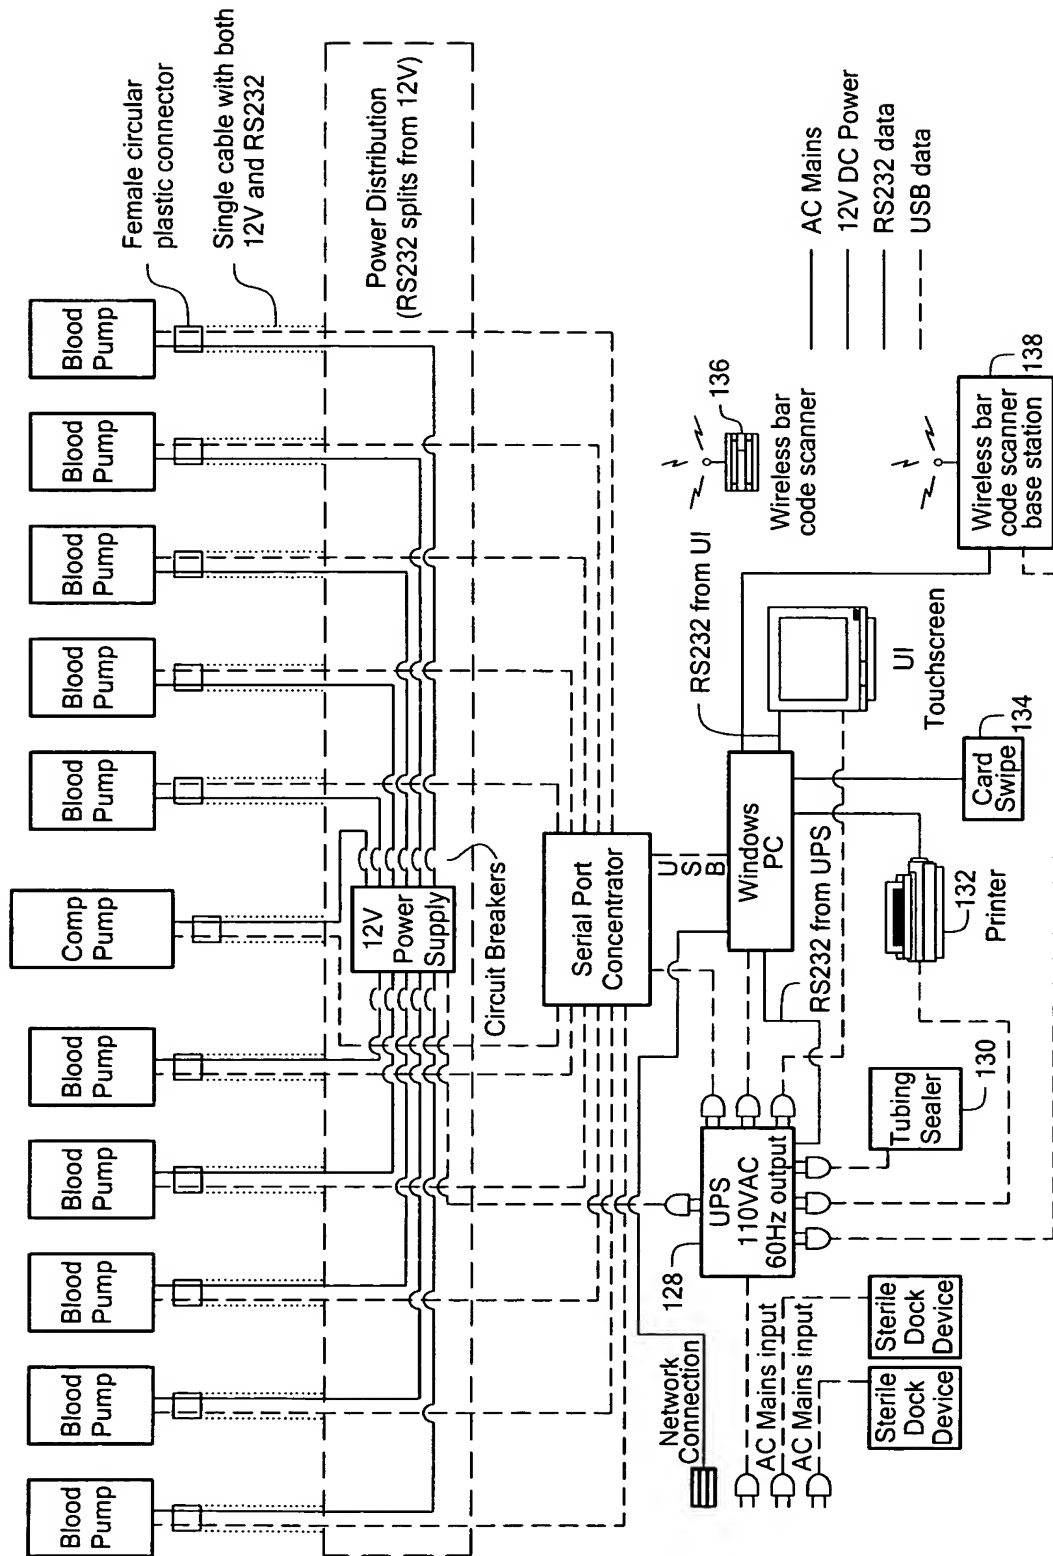 Blood
Pump
Blood
Pump
Blood
Pump
Blood
Pump
Blood
Pump
Comp
Pump
Blood
Pump
Blood
Pump
Blood
Pump
Blood
Pump
Blood
Pump
Female circular
plastic connector
Single cable with both
12V and RS232
Power Distribution
(RS232 splits from 12V)
12V
Power
Supply
Circuit Breakers
Serial Port
Concentrator
U
S
B
Network
Connection
AC Mains input
AC Mains input
Sterile
Dock
Device
Sterile
Dock
Device
128
UPS
110VAC
60Hz output
Tubing
Sealer
130
RS232 from UPS
Windows
PC
RS232 from UI
UI
Touchscreen
132
Printer
Card
Swipe
134
136
Wireless bar
code scanner
Wireless bar
code scanner
base station
138
AC Mains
12V DC Power
RS232 data
USB data